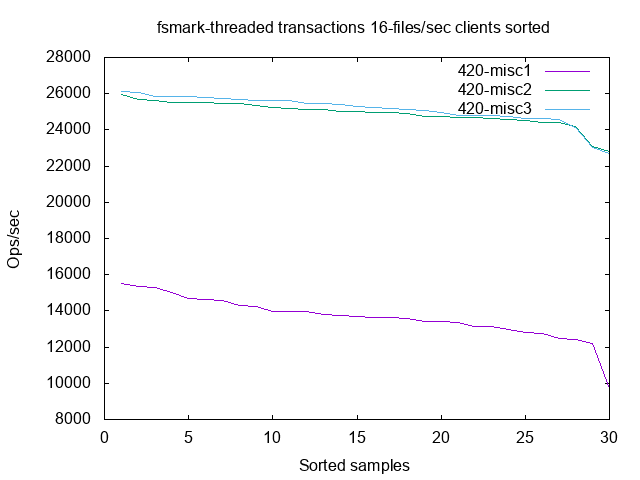 fsmark-threaded transactions 16-files/sec clients sorted
28000
26000
24000
22000
20000
18000
16000
14000
12000
10000
8000
420-misc1
420-misc2
420-misc3
Ops/sec
0 5 10 15 20 25 30
Sorted samples